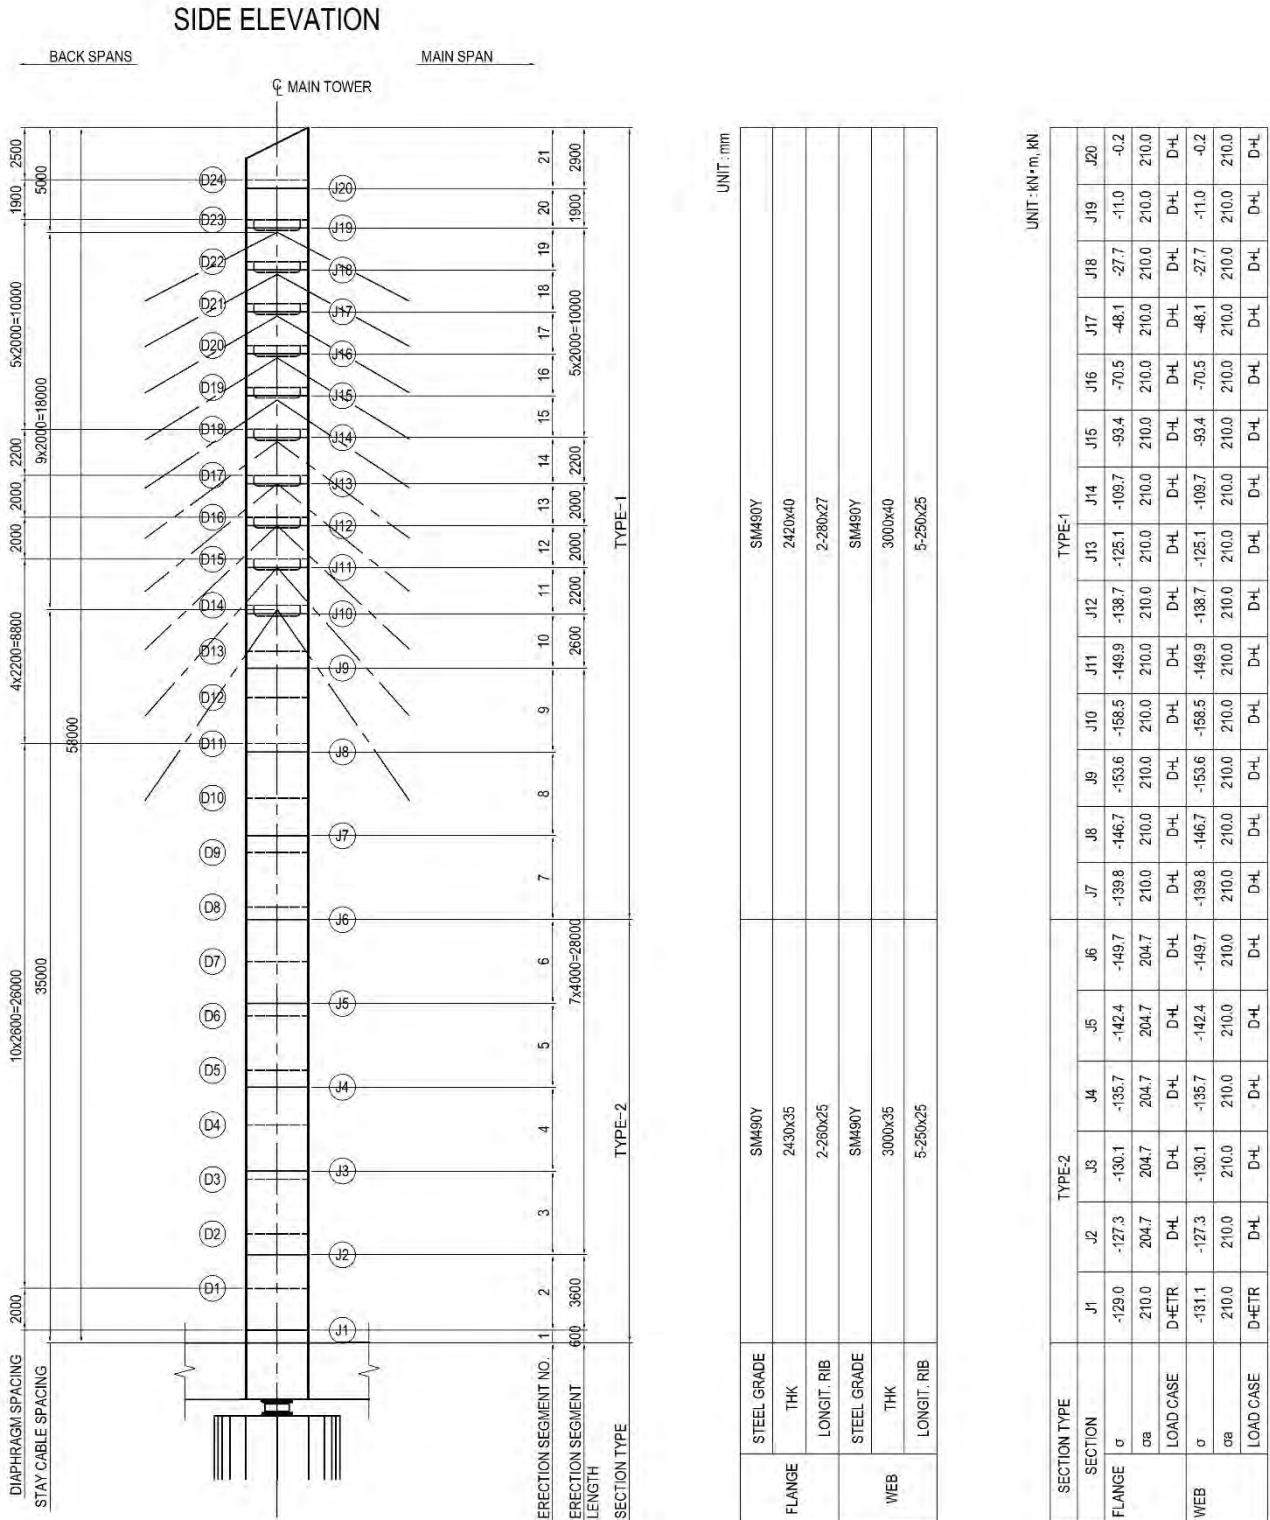 SIDE ELEVATION
BACK SPANS
MAIN SPAN
℄ MAIN TOWER
DIAPHRAGM SPACING
2000
10x2600=26000
4x2200=8800
2000
2000
2200
5x2000=10000
1900
2500
STAY CABLE SPACING
35000
9x2000=18000
5000
58000
D24
D23
D22
D21
D20
D19
D18
D17
D16
D15
D14
D13
D12
D11
D10
D9
D8
D7
D6
D5
D4
D3
D2
D1
J20
J19
J18
J17
J16
J15
J14
J13
J12
J11
J10
J9
J8
J7
J6
J5
J4
J3
J2
J1
ERECTION SEGMENT NO.
1
2
3
4
5
6
7
8
9
10
11
12
13
14
15
16
17
18
19
20
21
ERECTION SEGMENT
LENGTH
600
3600
7x4000=28000
2600
2200
2000
2000
2200
5x2000=10000
1900
2900
SECTION TYPE
TYPE-2
TYPE-1
UNIT : mm
FLANGE
STEEL GRADE SM490Y SM490Y
THK 2430x35 2420x40
LONGIT. RIB 2-260x25 2-280x27
WEB
STEEL GRADE SM490Y SM490Y
THK 3000x35 3000x40
LONGIT. RIB 5-250x25 5-250x25
UNIT : kN•m, kN
SECTION TYPE TYPE-2 TYPE-1
SECTION J1 J2 J3 J4 J5 J6 J7 J8 J9 J10 J11 J12 J13 J14 J15 J16 J17 J18 J19 J20
FLANGE
σ -129.0 -127.3 -130.1 -135.7 -142.4 -149.7 -139.8 -146.7 -153.6 -158.5 -149.9 -138.7 -125.1 -109.7 -93.4 -70.5 -48.1 -27.7 -11.0 -0.2
σa 210.0 204.7 204.7 204.7 204.7 204.7 210.0 210.0 210.0 210.0 210.0 210.0 210.0 210.0 210.0 210.0 210.0 210.0 210.0 210.0
LOAD CASE D+ETR D+L D+L D+L D+L D+L D+L D+L D+L D+L D+L D+L D+L D+L D+L D+L D+L D+L D+L D+L
WEB
σ -131.1 -127.3 -130.1 -135.7 -142.4 -149.7 -139.8 -146.7 -153.6 -158.5 -149.9 -138.7 -125.1 -109.7 -93.4 -70.5 -48.1 -27.7 -11.0 -0.2
σa 210.0 210.0 210.0 210.0 210.0 210.0 210.0 210.0 210.0 210.0 210.0 210.0 210.0 210.0 210.0 210.0 210.0 210.0 210.0 210.0
LOAD CASE D+ETR D+L D+L D+L D+L D+L D+L D+L D+L D+L D+L D+L D+L D+L D+L D+L D+L D+L D+L D+L